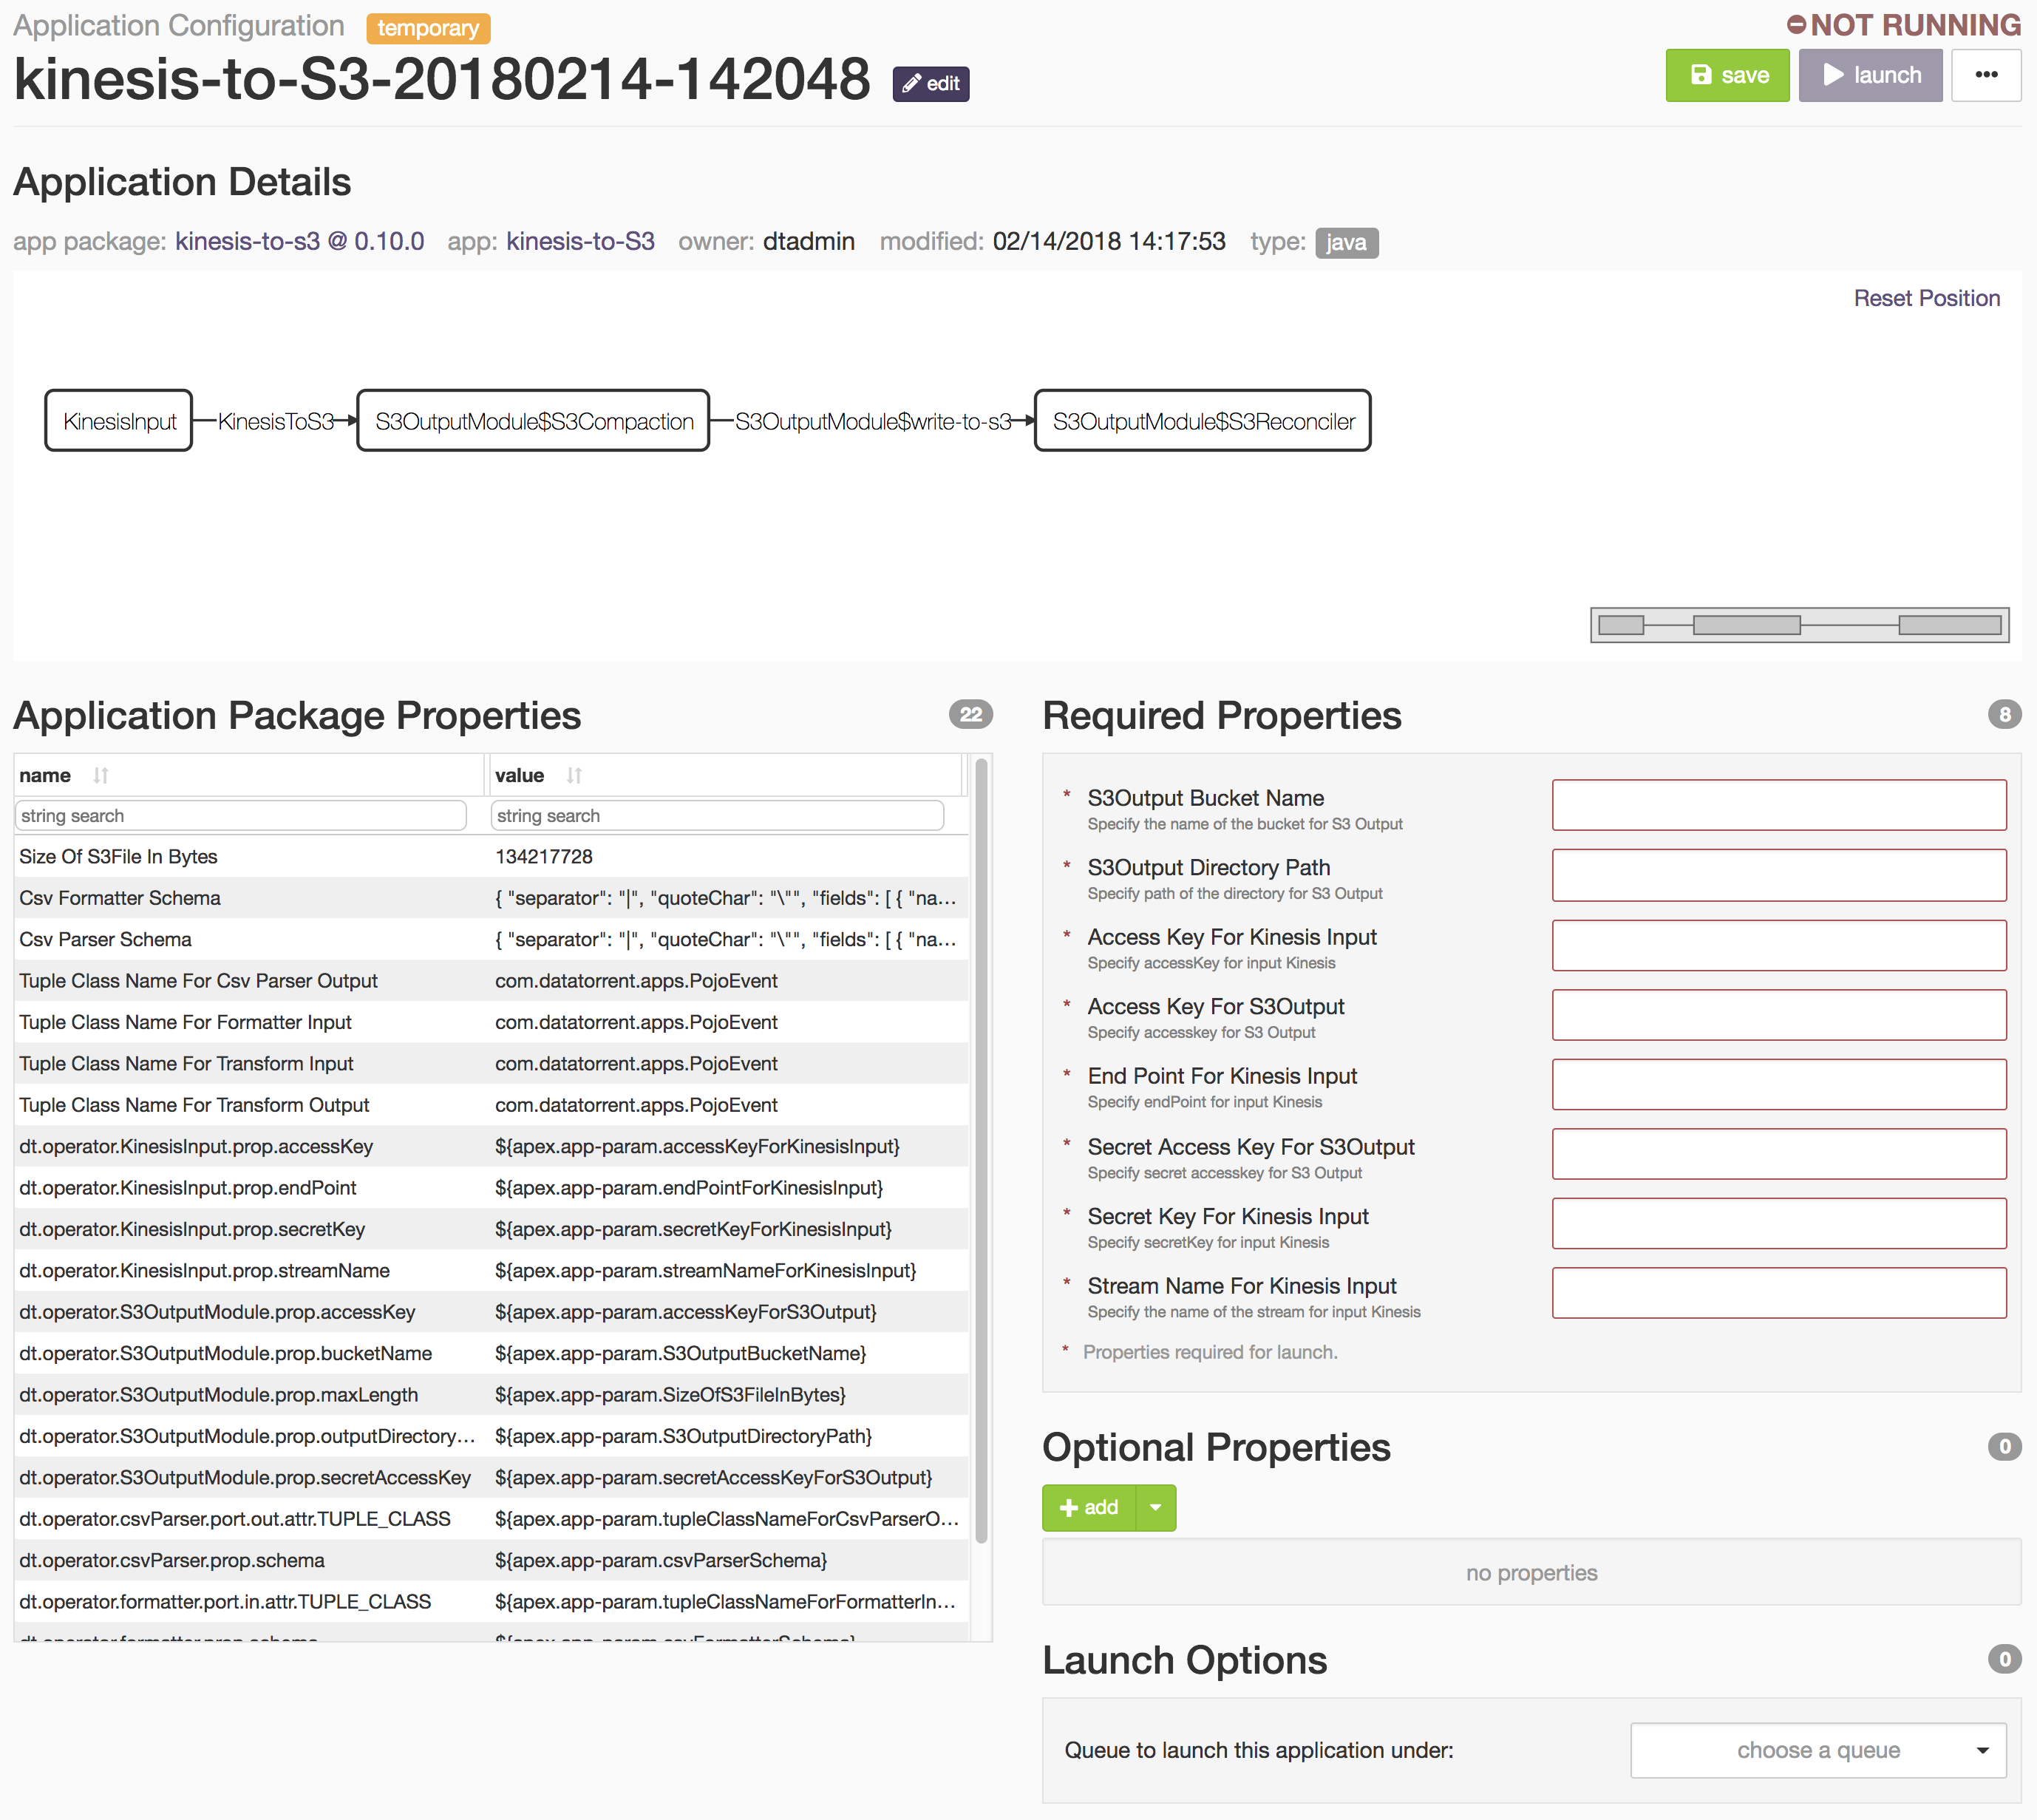 Application Configuration temporary
NOT RUNNING
kinesis-to-S3-20180214-142048 edit
save launch •••
Application Details
app package: kinesis-to-s3 @ 0.10.0 app: kinesis-to-S3 owner: dtadmin modified: 02/14/2018 14:17:53 type: java
Reset Position
KinesisInput KinesisToS3 S3OutputModule$S3Compaction S3OutputModule$write-to-s3 S3OutputModule$S3Reconciler
Application Package Properties 22
name value
string search string search
Size Of S3File In Bytes 134217728
Csv Formatter Schema { "separator": "|", "quoteChar": "\"", "fields": [ { "na…
Csv Parser Schema { "separator": "|", "quoteChar": "\"", "fields": [ { "na…
Tuple Class Name For Csv Parser Output com.datatorrent.apps.PojoEvent
Tuple Class Name For Formatter Input com.datatorrent.apps.PojoEvent
Tuple Class Name For Transform Input com.datatorrent.apps.PojoEvent
Tuple Class Name For Transform Output com.datatorrent.apps.PojoEvent
dt.operator.KinesisInput.prop.accessKey ${apex.app-param.accessKeyForKinesisInput}
dt.operator.KinesisInput.prop.endPoint ${apex.app-param.endPointForKinesisInput}
dt.operator.KinesisInput.prop.secretKey ${apex.app-param.secretKeyForKinesisInput}
dt.operator.KinesisInput.prop.streamName ${apex.app-param.streamNameForKinesisInput}
dt.operator.S3OutputModule.prop.accessKey ${apex.app-param.accessKeyForS3Output}
dt.operator.S3OutputModule.prop.bucketName ${apex.app-param.S3OutputBucketName}
dt.operator.S3OutputModule.prop.maxLength ${apex.app-param.SizeOfS3FileInBytes}
dt.operator.S3OutputModule.prop.outputDirectory… ${apex.app-param.S3OutputDirectoryPath}
dt.operator.S3OutputModule.prop.secretAccessKey ${apex.app-param.secretAccessKeyForS3Output}
dt.operator.csvParser.port.out.attr.TUPLE_CLASS ${apex.app-param.tupleClassNameForCsvParserO…
dt.operator.csvParser.prop.schema ${apex.app-param.csvParserSchema}
dt.operator.formatter.port.in.attr.TUPLE_CLASS ${apex.app-param.tupleClassNameForFormatterIn…
dt.operator.formatter.prop.schema ${apex.app-param.csvFormatterSchema}
Required Properties 8
* S3Output Bucket Name
Specify the name of the bucket for S3 Output
* S3Output Directory Path
Specify path of the directory for S3 Output
* Access Key For Kinesis Input
Specify accessKey for input Kinesis
* Access Key For S3Output
Specify accesskey for S3 Output
* End Point For Kinesis Input
Specify endPoint for input Kinesis
* Secret Access Key For S3Output
Specify secret accesskey for S3 Output
* Secret Key For Kinesis Input
Specify secretKey for input Kinesis
* Stream Name For Kinesis Input
Specify the name of the stream for input Kinesis
* Properties required for launch.
Optional Properties 0
add
no properties
Launch Options 0
Queue to launch this application under: choose a queue